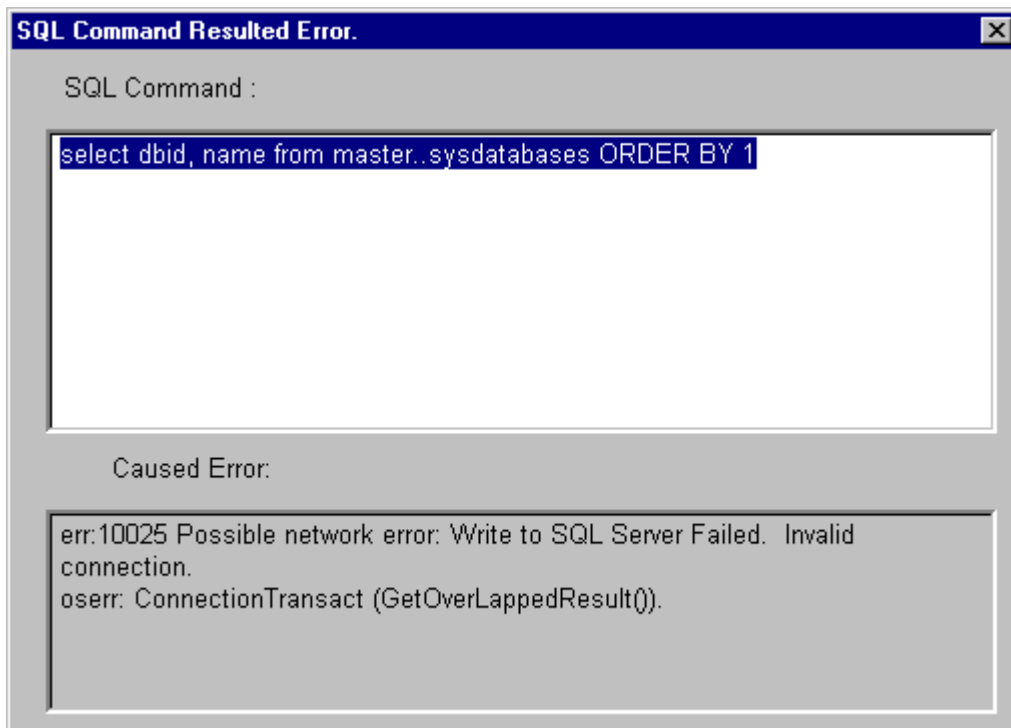 SQL Command Resulted Error.
SQL Command :
select dbid, name from master..sysdatabases ORDER BY 1
Caused Error:
err:10025 Possible network error: Write to SQL Server Failed.  Invalid
connection.
oserr: ConnectionTransact (GetOverLappedResult()).